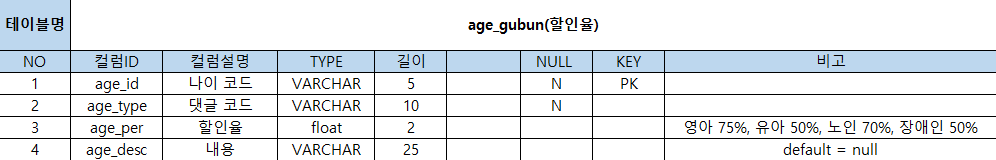 테이블명 age_gubun(할인율)
NO 컬럼ID 컬럼설명 TYPE 길이 NULL KEY 비고
1 age_id 나이 코드 VARCHAR 5 N PK
2 age_type 댓글 코드 VARCHAR 10 N
3 age_per 할인율 float 2 영아 75%, 유아 50%, 노인 70%, 장애인 50%
4 age_desc 내용 VARCHAR 25 default = null